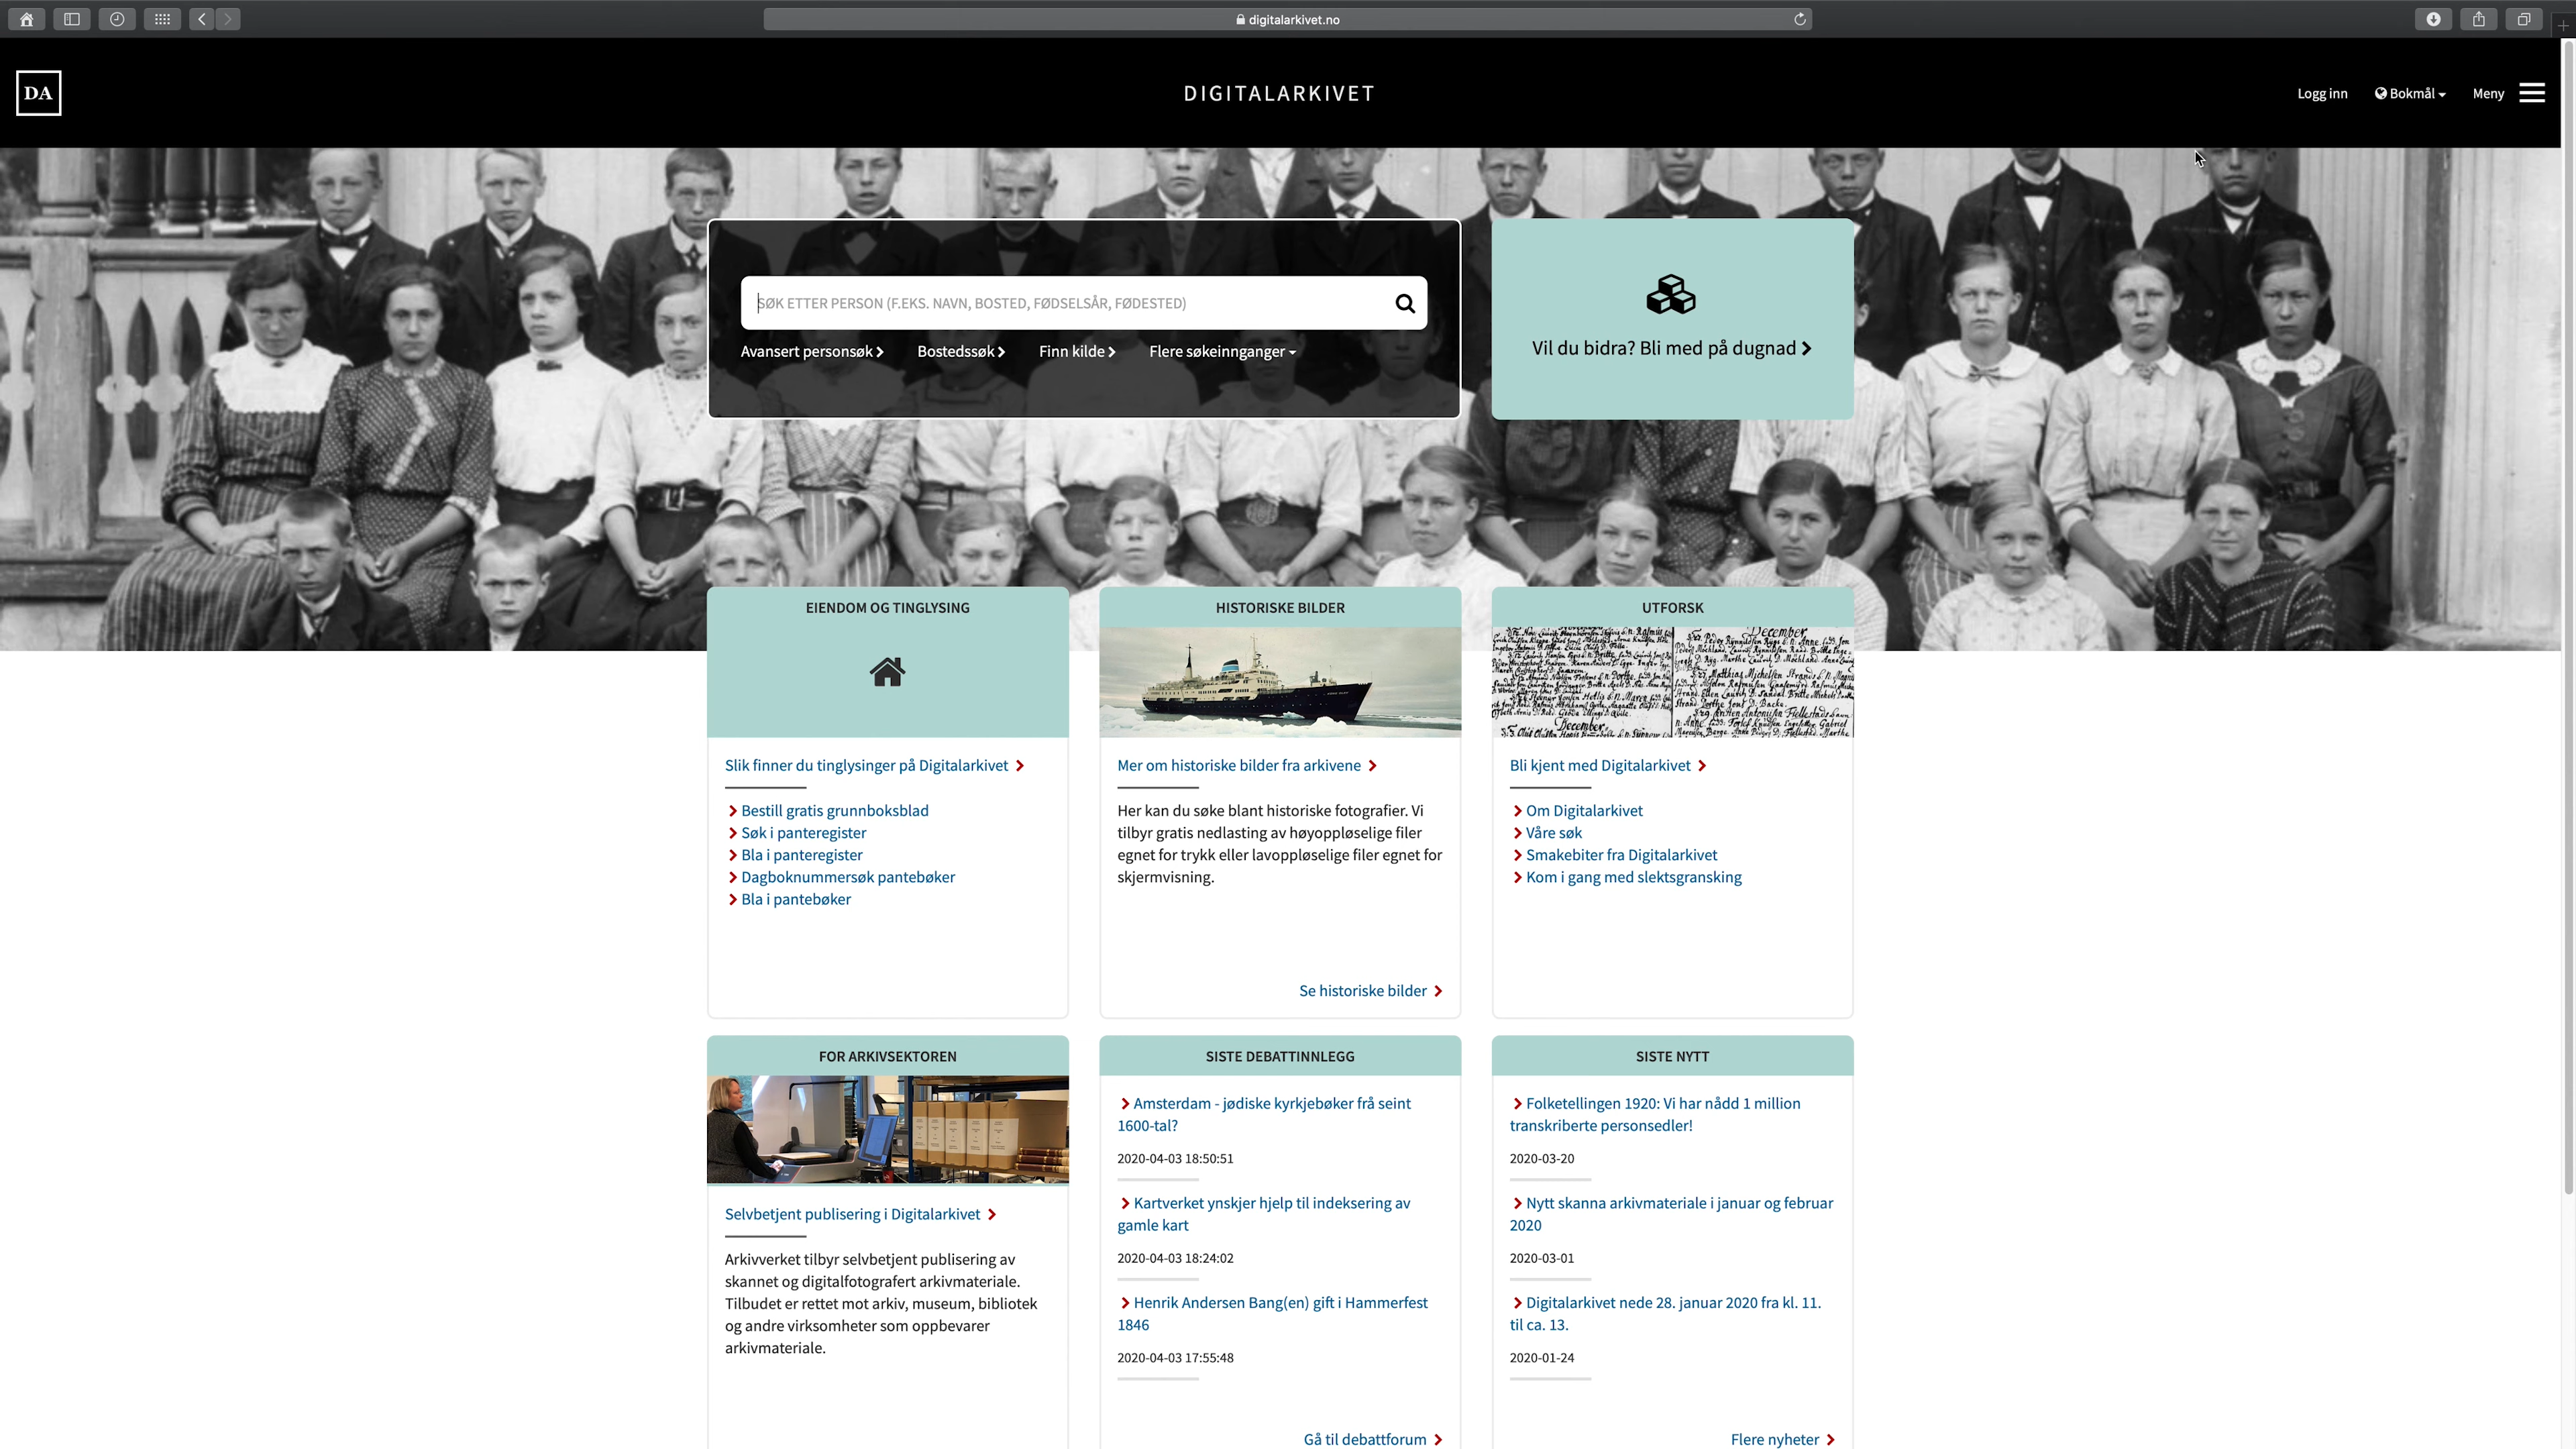 digitalarkivet.no
DA
DIGITALARKIVET
Logg inn
Bokmål
Meny
SØK ETTER PERSON (F.EKS. NAVN, BOSTED, FØDSELSÅR, FØDESTED)
Avansert personsøk
Bostedssøk
Finn kilde
Flere søkeinnganger
Vil du bidra? Bli med på dugnad
EIENDOM OG TINGLYSING
Slik finner du tinglysinger på Digitalarkivet
Bestill gratis grunnboksblad
Søk i panteregister
Bla i panteregister
Dagboknummersøk pantebøker
Bla i pantebøker
HISTORISKE BILDER
Mer om historiske bilder fra arkivene
Her kan du søke blant historiske fotografier. Vi
tilbyr gratis nedlasting av høyoppløselige filer
egnet for trykk eller lavoppløselige filer egnet for
skjermvisning.
Se historiske bilder
UTFORSK
December
December
Bli kjent med Digitalarkivet
Om Digitalarkivet
Våre søk
Smakebiter fra Digitalarkivet
Kom i gang med slektsgransking
FOR ARKIVSEKTOREN
Selvbetjent publisering i Digitalarkivet
Arkivverket tilbyr selvbetjent publisering av
skannet og digitalfotografert arkivmateriale.
Tilbudet er rettet mot arkiv, museum, bibliotek
og andre virksomheter som oppbevarer
arkivmateriale.
SISTE DEBATTINNLEGG
Amsterdam - jødiske kyrkjebøker frå seint
1600-tal?
2020-04-03 18:50:51
Kartverket ynskjer hjelp til indeksering av
gamle kart
2020-04-03 18:24:02
Henrik Andersen Bang(en) gift i Hammerfest
1846
2020-04-03 17:55:48
Gå til debattforum
SISTE NYTT
Folketellingen 1920: Vi har nådd 1 million
transkriberte personsedler!
2020-03-20
Nytt skanna arkivmateriale i januar og februar
2020
2020-03-01
Digitalarkivet nede 28. januar 2020 fra kl. 11.
til ca. 13.
2020-01-24
Flere nyheter